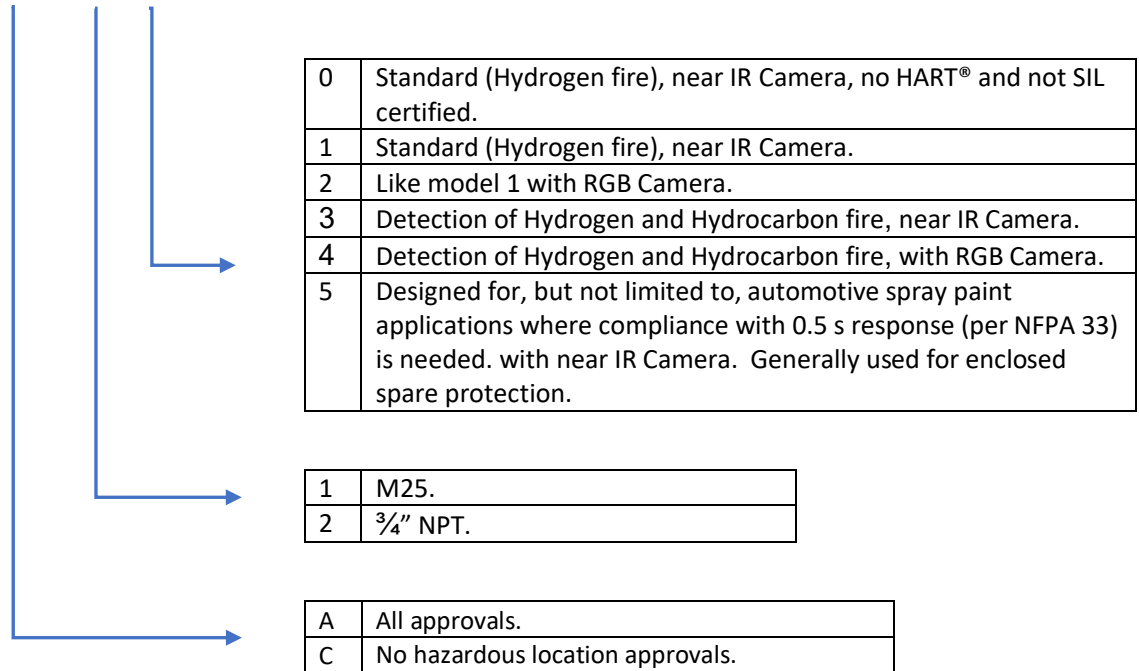 0 Standard (Hydrogen fire), near IR Camera, no HART® and not SIL
certified.
1 Standard (Hydrogen fire), near IR Camera.
2 Like model 1 with RGB Camera.
3 Detection of Hydrogen and Hydrocarbon fire, near IR Camera.
4 Detection of Hydrogen and Hydrocarbon fire, with RGB Camera.
5 Designed for, but not limited to, automotive spray paint
applications where compliance with 0.5 s response (per NFPA 33)
is needed. with near IR Camera. Generally used for enclosed
spare protection.
1 M25.
2 ¾” NPT.
A All approvals.
C No hazardous location approvals.